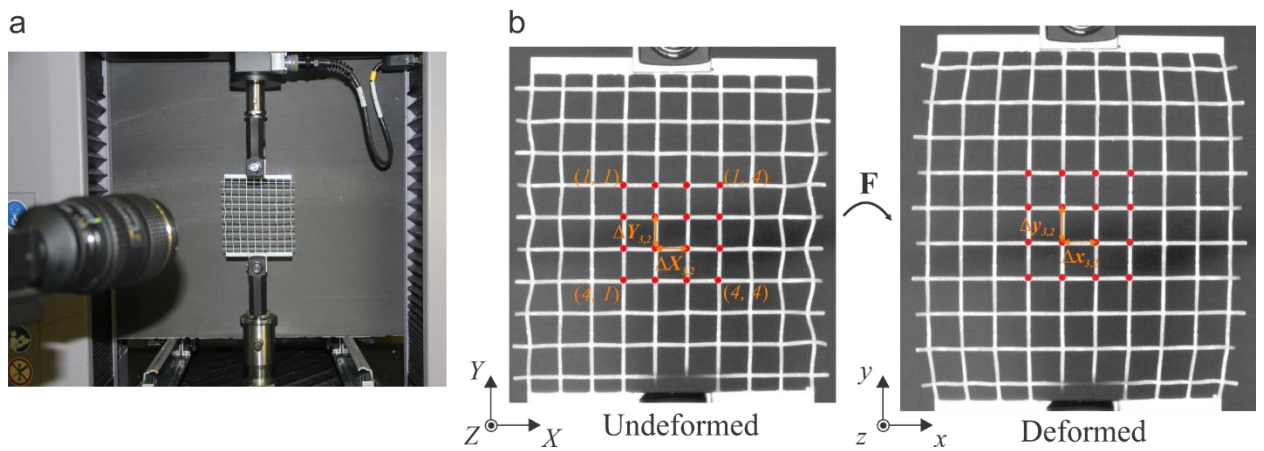 a
b
(1, 1)
(1, 4)
ΔY3,2
ΔX3,2
(4, 1)
(4, 4)
Y
Z
X
Undeformed
F
Δy3,2
Δx3,2
y
z
x
Deformed